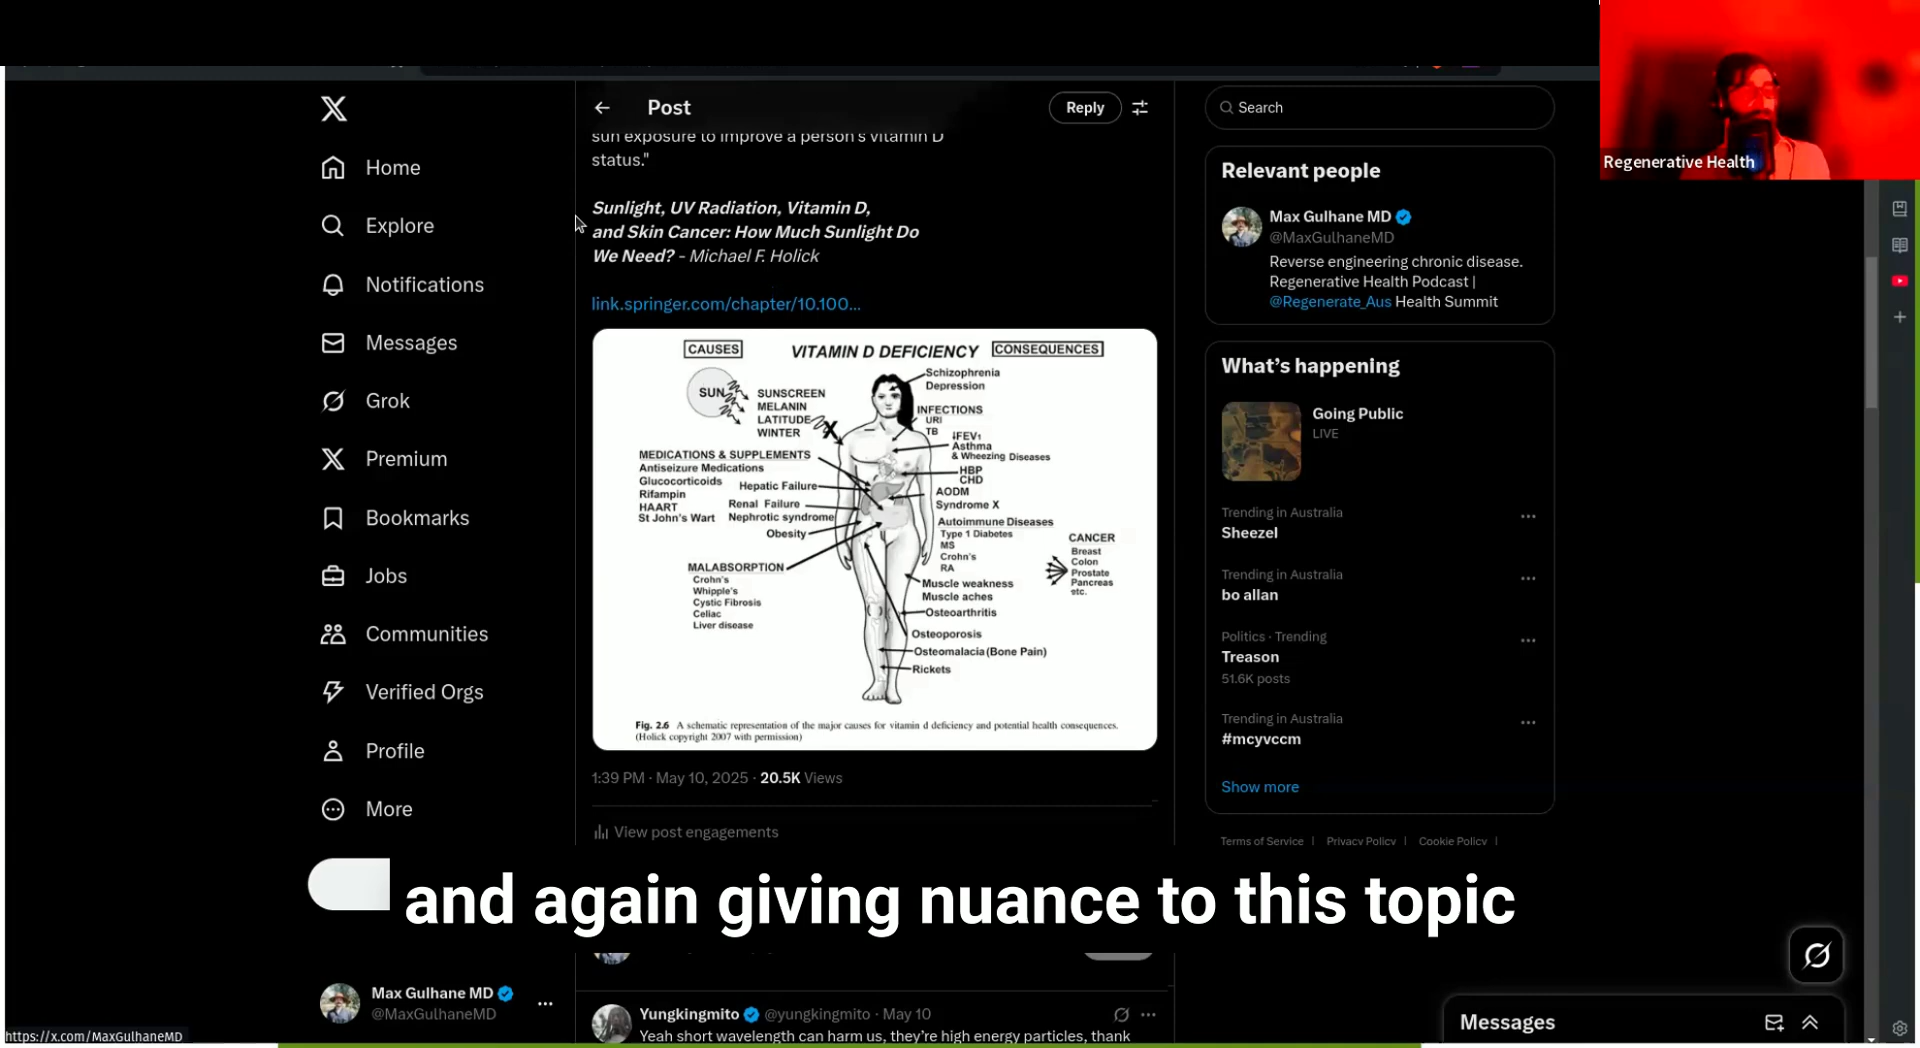 Post
Reply
sun exposure to improve a person's vitamin D
status."
Sunlight, UV Radiation, Vitamin D,
and Skin Cancer: How Much Sunlight Do
We Need? - Michael F. Holick
link.springer.com/chapter/10.100...
CAUSES
VITAMIN D DEFICIENCY
CONSEQUENCES
SUN
SUNSCREEN
MELANIN
LATITUDE
WINTER
X
MEDICATIONS & SUPPLEMENTS
Antiseizure Medications
Glucocorticoids
Rifampin
HAART
St John's Wart
Hepatic Failure
Renal Failure
Nephrotic syndrome
Obesity
MALABSORPTION
Crohn's
Whipple's
Cystic Fibrosis
Celiac
Liver disease
Schizophrenia
Depression
INFECTIONS
URI
TB
↓FEV₁
Asthma
& Wheezing Diseases
HBP
CHD
AODM
Syndrome X
Autoimmune Diseases
Type 1 Diabetes
MS
Crohn's
RA
CANCER
Breast
Colon
Prostate
Pancreas
etc.
Muscle weakness
Muscle aches
Osteoarthritis
Osteoporosis
Osteomalacia (Bone Pain)
Rickets
Fig. 2.6 A schematic representation of the major causes for vitamin d deficiency and potential health consequences.
(Holick copyright 2007 with permission)
1:39 PM · May 10, 2025 · 20.5K Views
View post engagements
Home
Explore
Notifications
Messages
Grok
Premium
Bookmarks
Jobs
Communities
Verified Orgs
Profile
More
Max Gulhane MD
@MaxGulhaneMD
https://x.com/MaxGulhaneMD
Yungkingmito @yungkingmito · May 10
Yeah short wavelength can harm us, they're high energy particles, thank
Search
Relevant people
Max Gulhane MD
@MaxGulhaneMD
Reverse engineering chronic disease.
Regenerative Health Podcast |
@Regenerate_Aus Health Summit
What's happening
Going Public
LIVE
Trending in Australia
Sheezel
Trending in Australia
bo allan
Politics · Trending
Treason
51.6K posts
Trending in Australia
#mcyvccm
Show more
Terms of Service | Privacy Policy | Cookie Policy |
Messages
Regenerative Health
and again giving nuance to this topic